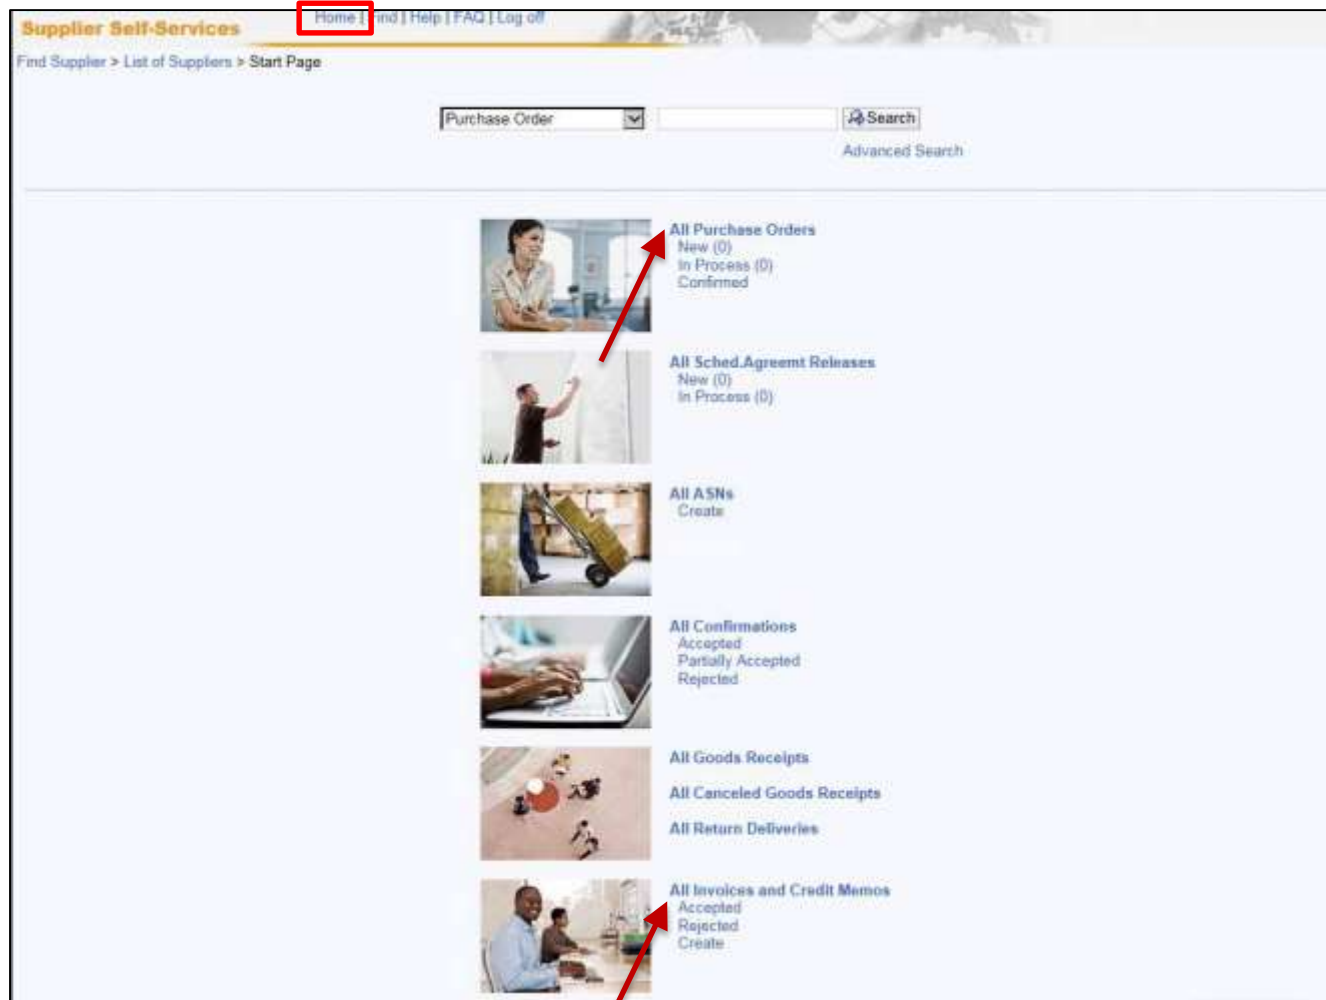 Home | Find | Help | FAQ | Log off
Supplier Self-Services
Find Supplier > List of Suppliers > Start Page
Purchase Order
Search
Advanced Search
All Purchase Orders
New (0)
In Process (0)
Confirmed
All Sched.Agreemt Releases
New (0)
In Process (0)
All ASNs
Create
All Confirmations
Accepted
Partially Accepted
Rejected
All Goods Receipts
All Canceled Goods Receipts
All Return Deliveries
All Invoices and Credit Memos
Accepted
Rejected
Create